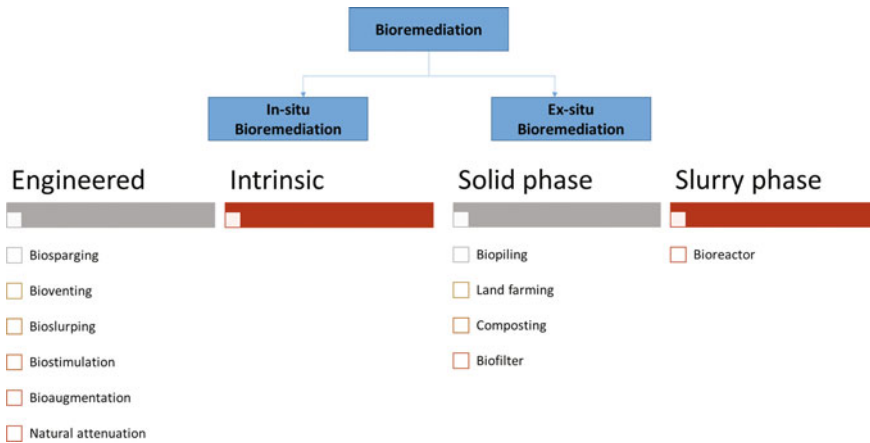 Bioremediation
In-situ
Bioremediation
Ex-situ
Bioremediation
Engineered
Biosparging
Bioventing
Bioslurping
Biostimulation
Bioaugmentation
Natural attenuation
Intrinsic
Solid phase
Biopiling
Land farming
Composting
Biofilter
Slurry phase
Bioreactor